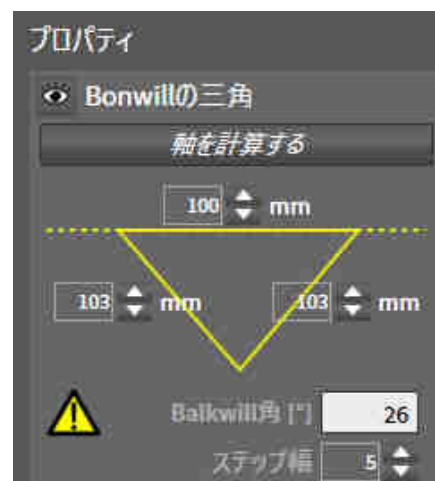 プロパティ
Bonwillの三角
軸を計算する
100 mm
103 mm 103 mm
Balkwill角 [°] 26
ステップ幅 5